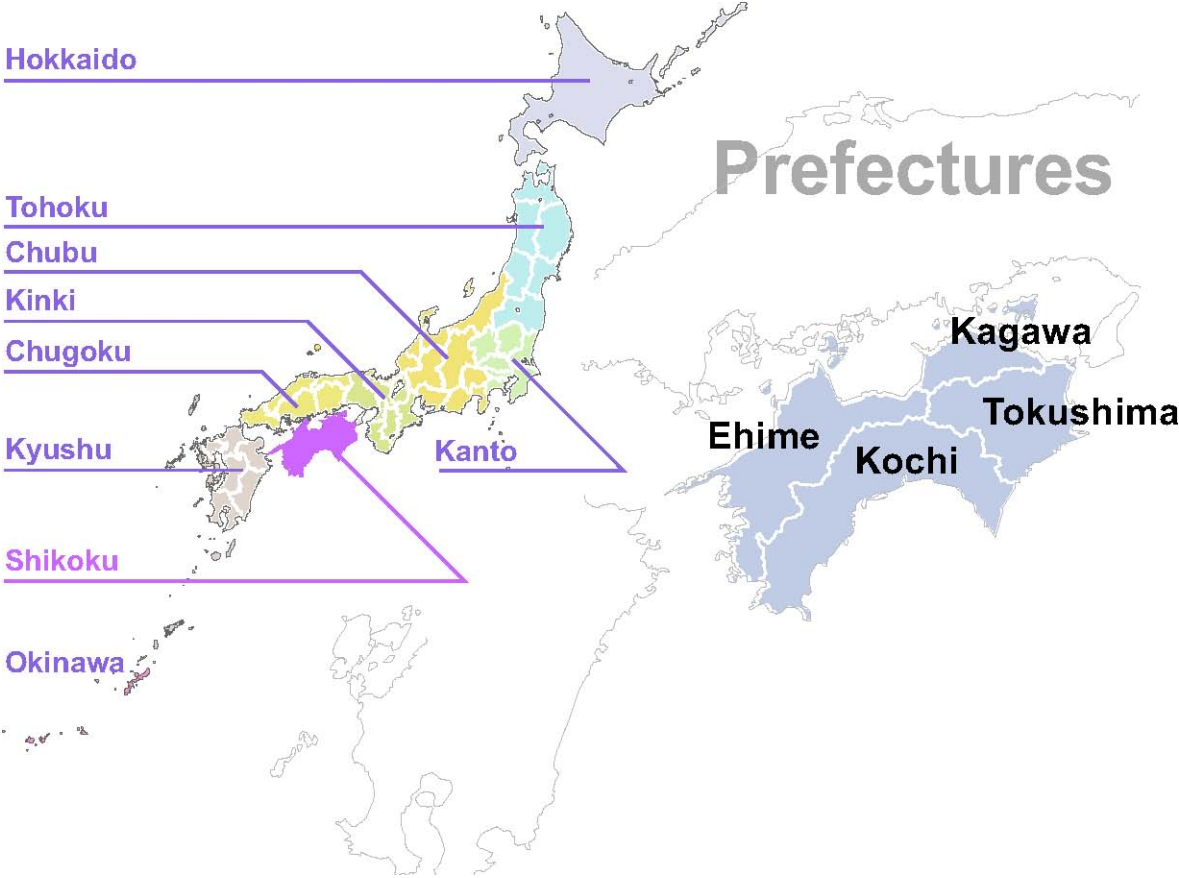 Hokkaido
Prefectures
Tohoku
Chubu
Kinki
Chugoku
Kagawa
Tokushima
Ehime
Kyushu
Kanto
Kochi
Shikoku
Okinawa